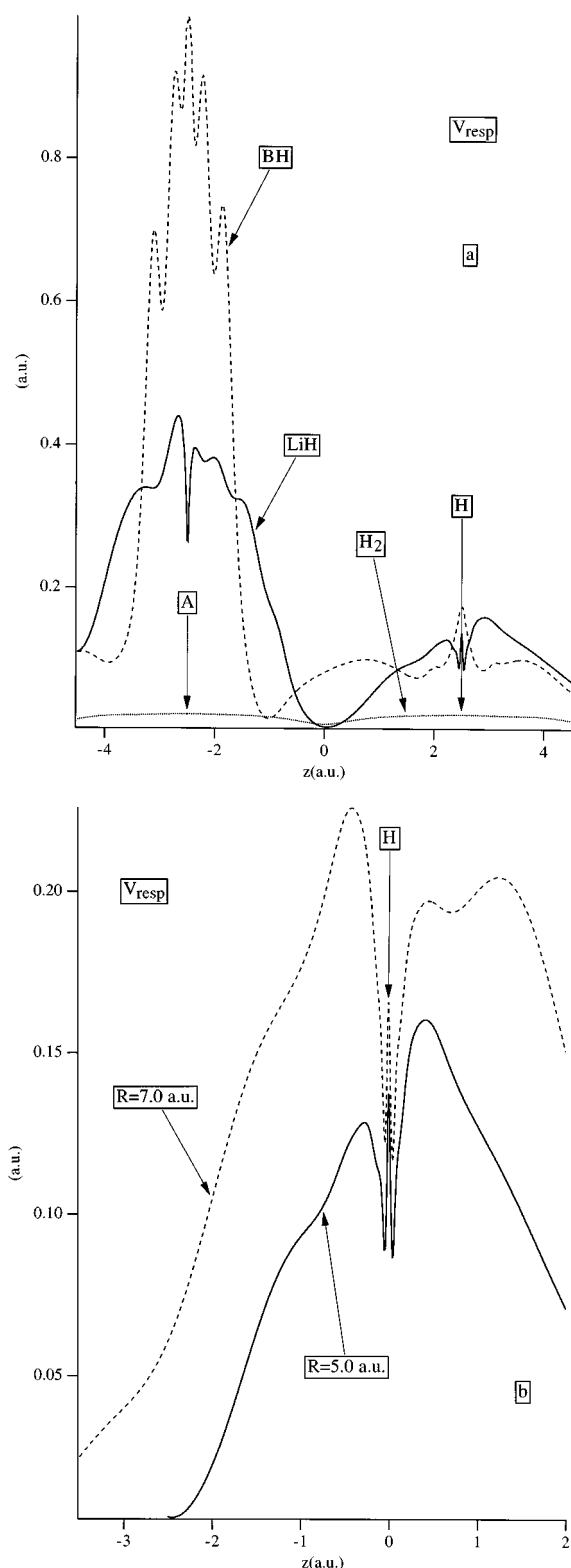 V_resp
BH
0.8
a
0.6
(a.u.)
0.4
LiH
H
H₂
0.2
A
-4
-2
0
2
4
z(a.u.)
H
V_resp
0.20
0.15
R=7.0 a.u.
(a.u.)
0.10
0.05
R=5.0 a.u.
b
-3
-2
-1
0
1
2
z(a.u.)